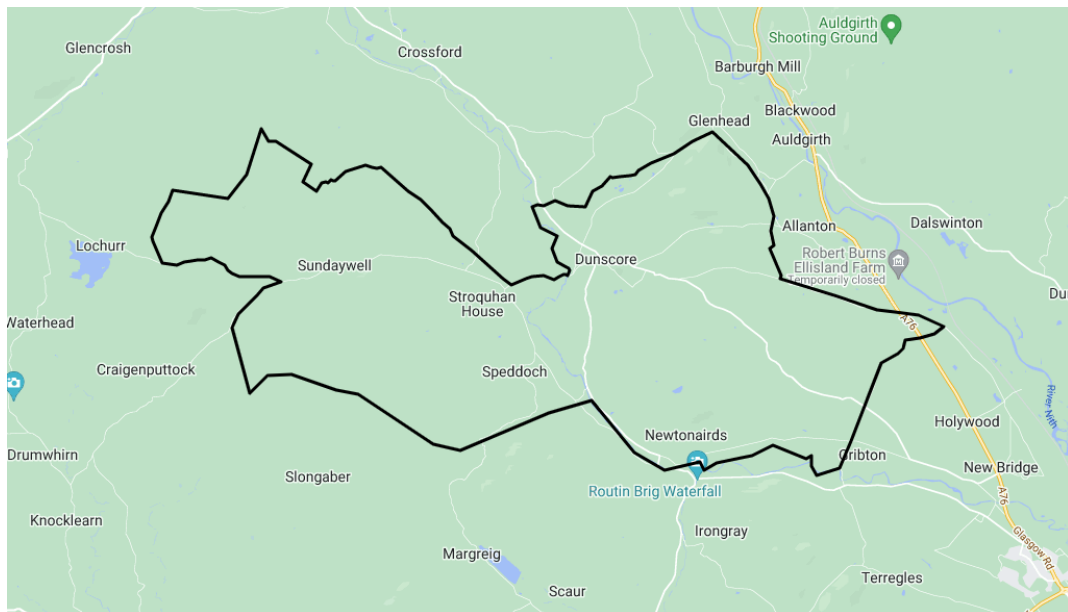 Auldgirth
Shooting Ground
Glencrosh
Crossford
Barburgh Mill
Blackwood
Glenhead
Auldgirth
Allanton
Dalswinton
Lochurr
Robert Burns
Ellisland Farm
Temporarily closed
Sundaywell
Dunscore
Du
Stroquhan
House
A76
Waterhead
Craigenputtock
Speddoch
River Nith
Holywood
Newtonairds
Drumwhirn
Gribton
New Bridge
Slongaber
Routin Brig Waterfall
A76
Knocklearn
Irongray
Glasgow Rd
Margreig
Terregles
Scaur